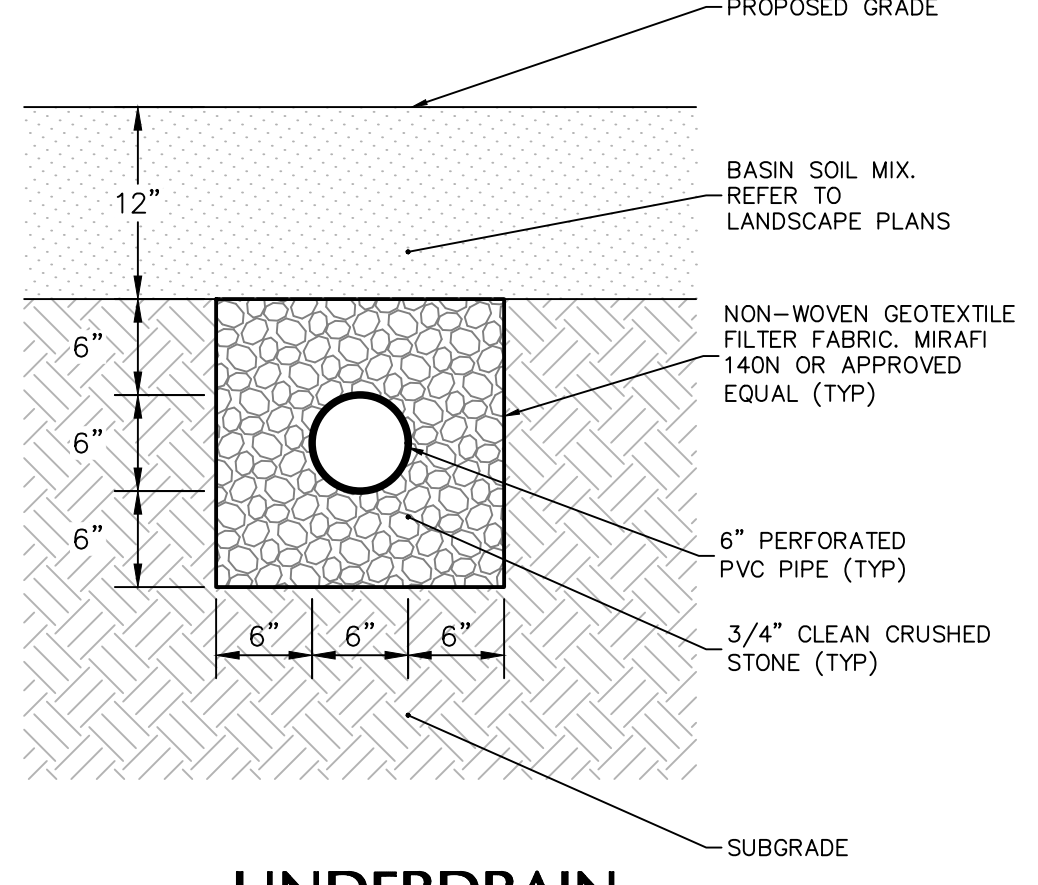 PROPOSED GRADE
12"
BASIN SOIL MIX.
REFER TO
LANDSCAPE PLANS
NON-WOVEN GEOTEXTILE
FILTER FABRIC. MIRAFI
140N OR APPROVED
EQUAL (TYP)
6"
6"
6"
6" PERFORATED
PVC PIPE (TYP)
6" 6" 6"
3/4" CLEAN CRUSHED
STONE (TYP)
SUBGRADE
UNDERDRAIN